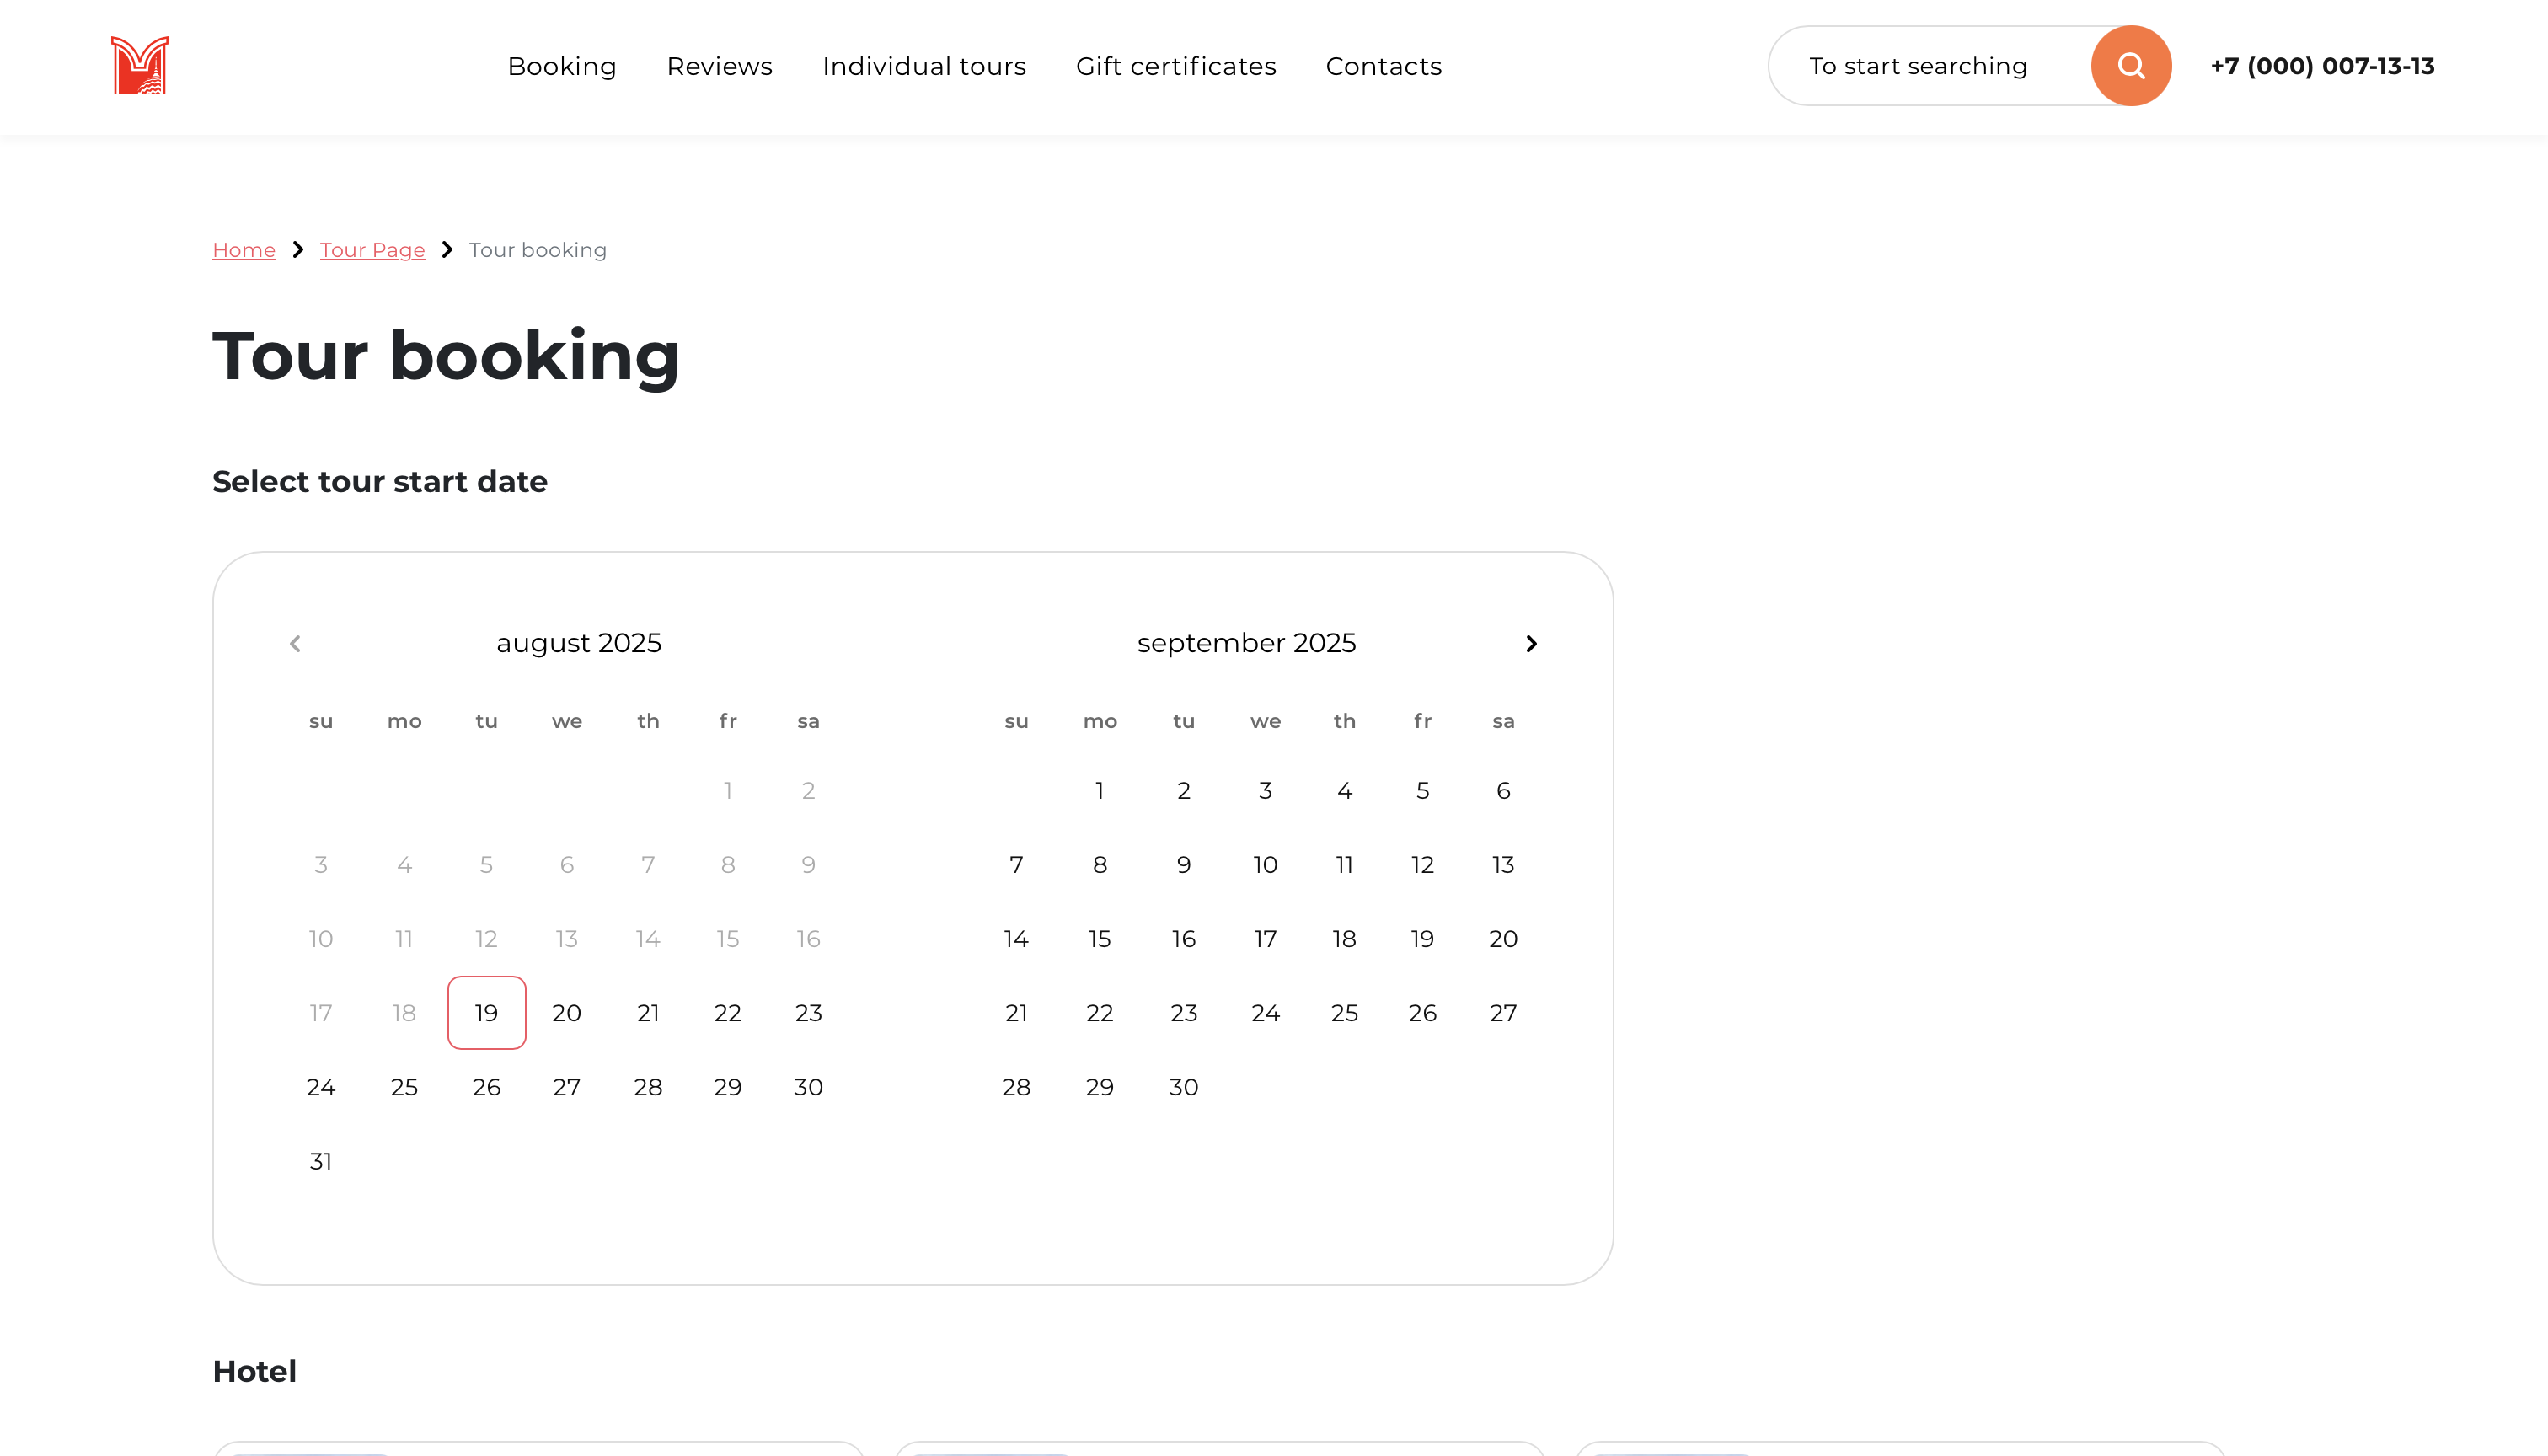 Booking Reviews Individual tours Gift certificates Contacts To start searching +7 (000) 007-13-13
Home Tour Page Tour booking
Tour booking
Select tour start date
august 2025
su mo tu we th fr sa
1 2
3 4 5 6 7 8 9
10 11 12 13 14 15 16
17 18 19 20 21 22 23
24 25 26 27 28 29 30
31
september 2025
su mo tu we th fr sa
1 2 3 4 5 6
7 8 9 10 11 12 13
14 15 16 17 18 19 20
21 22 23 24 25 26 27
28 29 30
Hotel